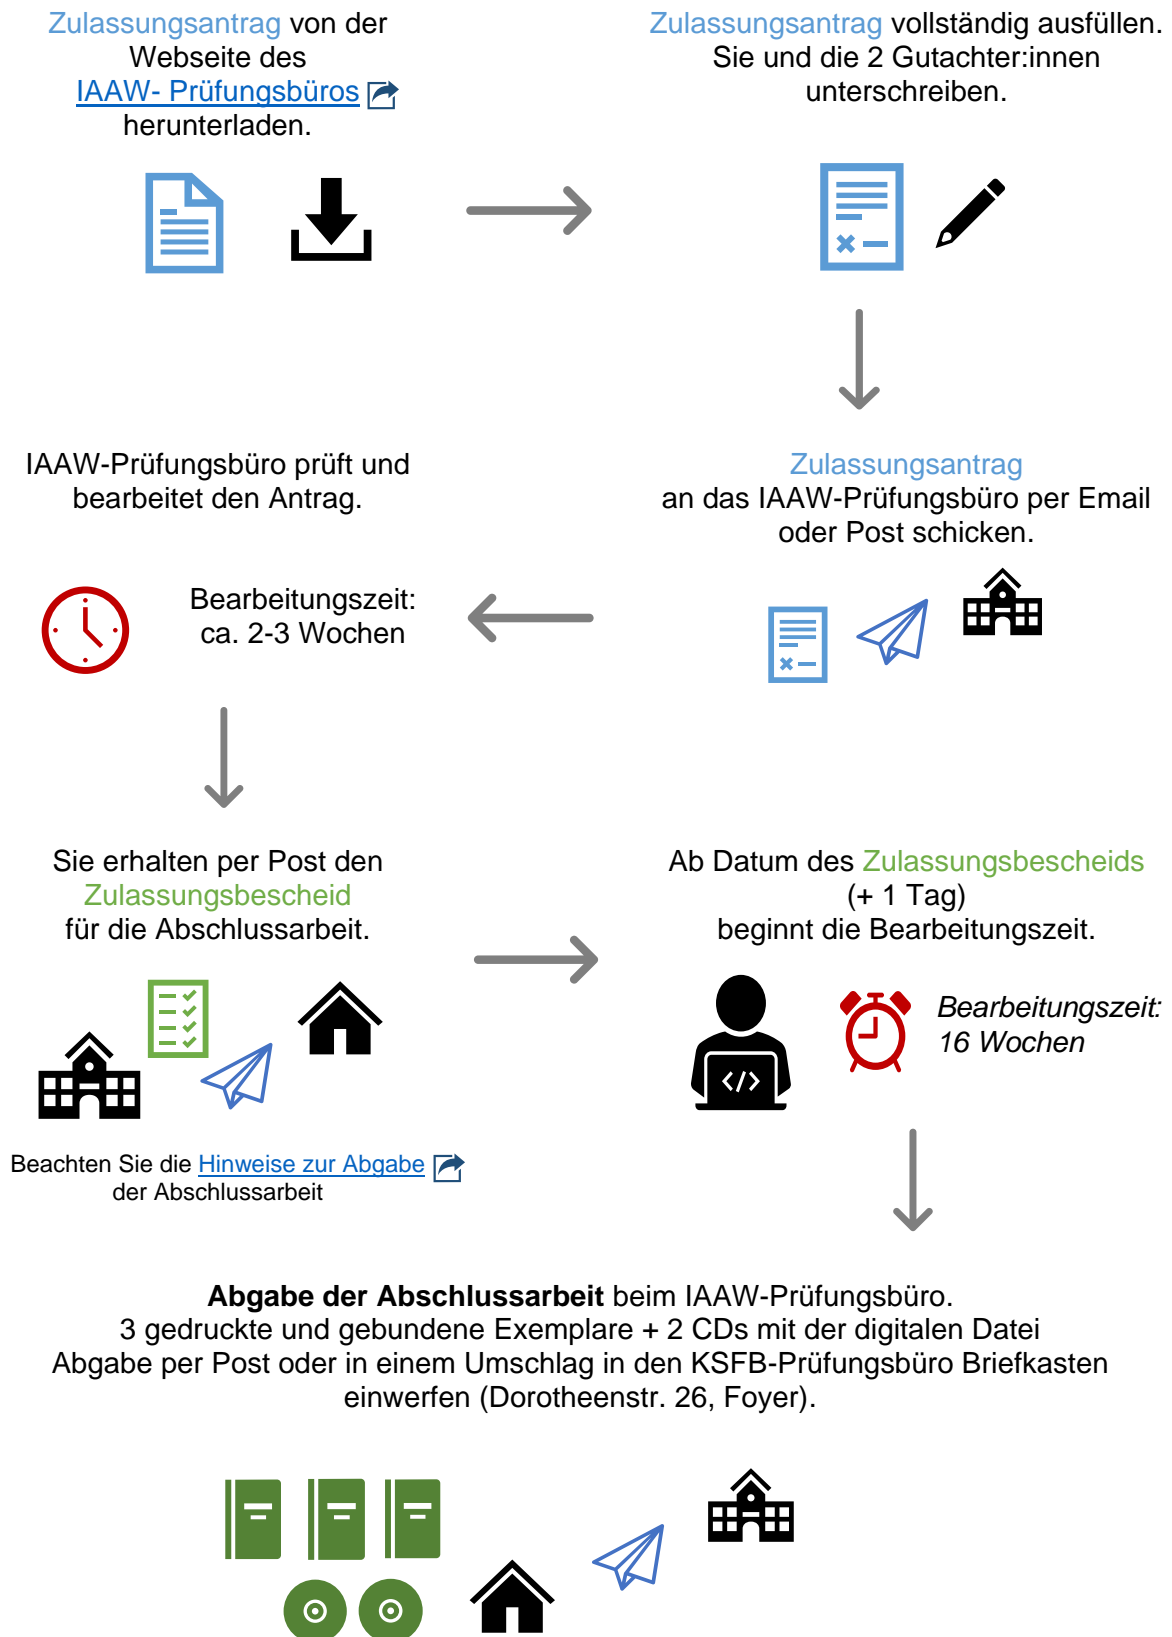 Zulassungsantrag von der
Webseite des
IAAW- Prüfungsbüros
herunterladen.
Zulassungsantrag vollständig ausfüllen.
Sie und die 2 Gutachter:innen
unterschreiben.
Zulassungsantrag
an das IAAW-Prüfungsbüro per Email
oder Post schicken.
IAAW-Prüfungsbüro prüft und
bearbeitet den Antrag.
Bearbeitungszeit:
ca. 2-3 Wochen
Sie erhalten per Post den
Zulassungsbescheid
für die Abschlussarbeit.
Beachten Sie die Hinweise zur Abgabe
der Abschlussarbeit
Ab Datum des Zulassungsbescheids
(+ 1 Tag)
beginnt die Bearbeitungszeit.
</>
Bearbeitungszeit:
16 Wochen
Abgabe der Abschlussarbeit beim IAAW-Prüfungsbüro.
3 gedruckte und gebundene Exemplare + 2 CDs mit der digitalen Datei
Abgabe per Post oder in einem Umschlag in den KSFB-Prüfungsbüro Briefkasten
einwerfen (Dorotheenstr. 26, Foyer).